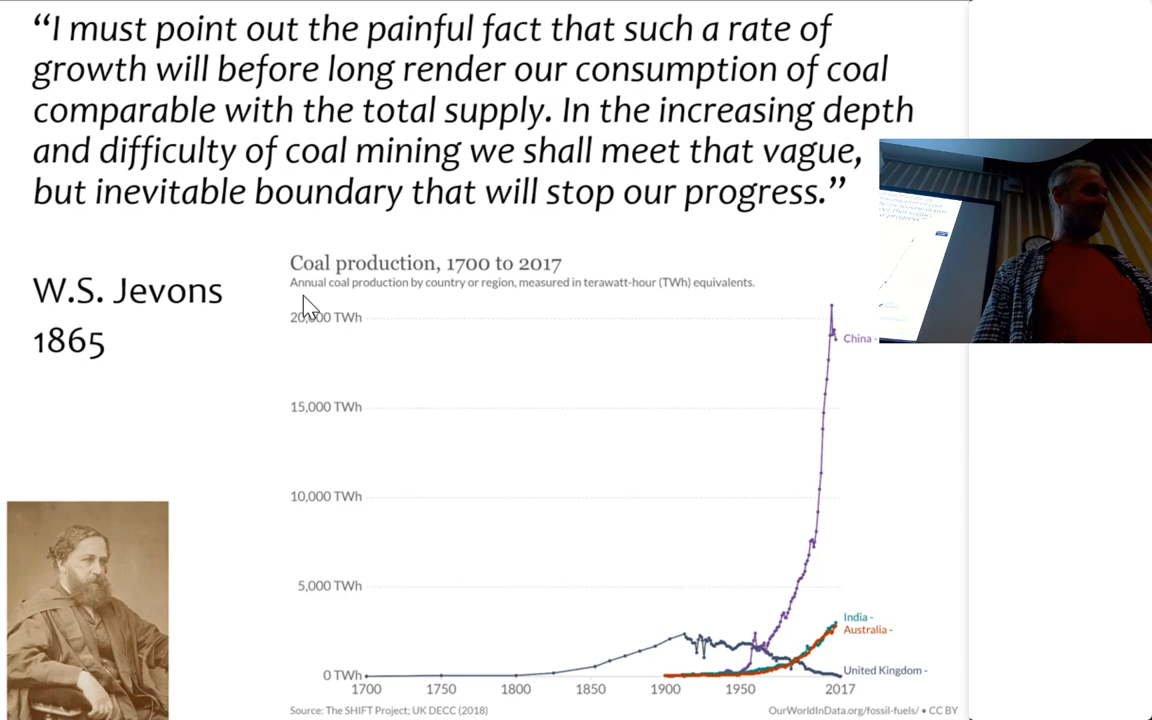 “I must point out the painful fact that such a rate of
growth will before long render our consumption of coal
comparable with the total supply. In the increasing depth
and difficulty of coal mining we shall meet that vague,
but inevitable boundary that will stop our progress.”
W.S. Jevons
1865
Coal production, 1700 to 2017
Annual coal production by country or region, measured in terawatt-hour (TWh) equivalents.
20,000 TWh
China -
15,000 TWh
10,000 TWh
5,000 TWh
India -
Australia -
United Kingdom -
0 TWh
1700 1750 1800 1850 1900 1950 2017
Source: The SHIFT Project; UK DECC (2018)
OurWorldInData.org/fossil-fuels/ • CC BY